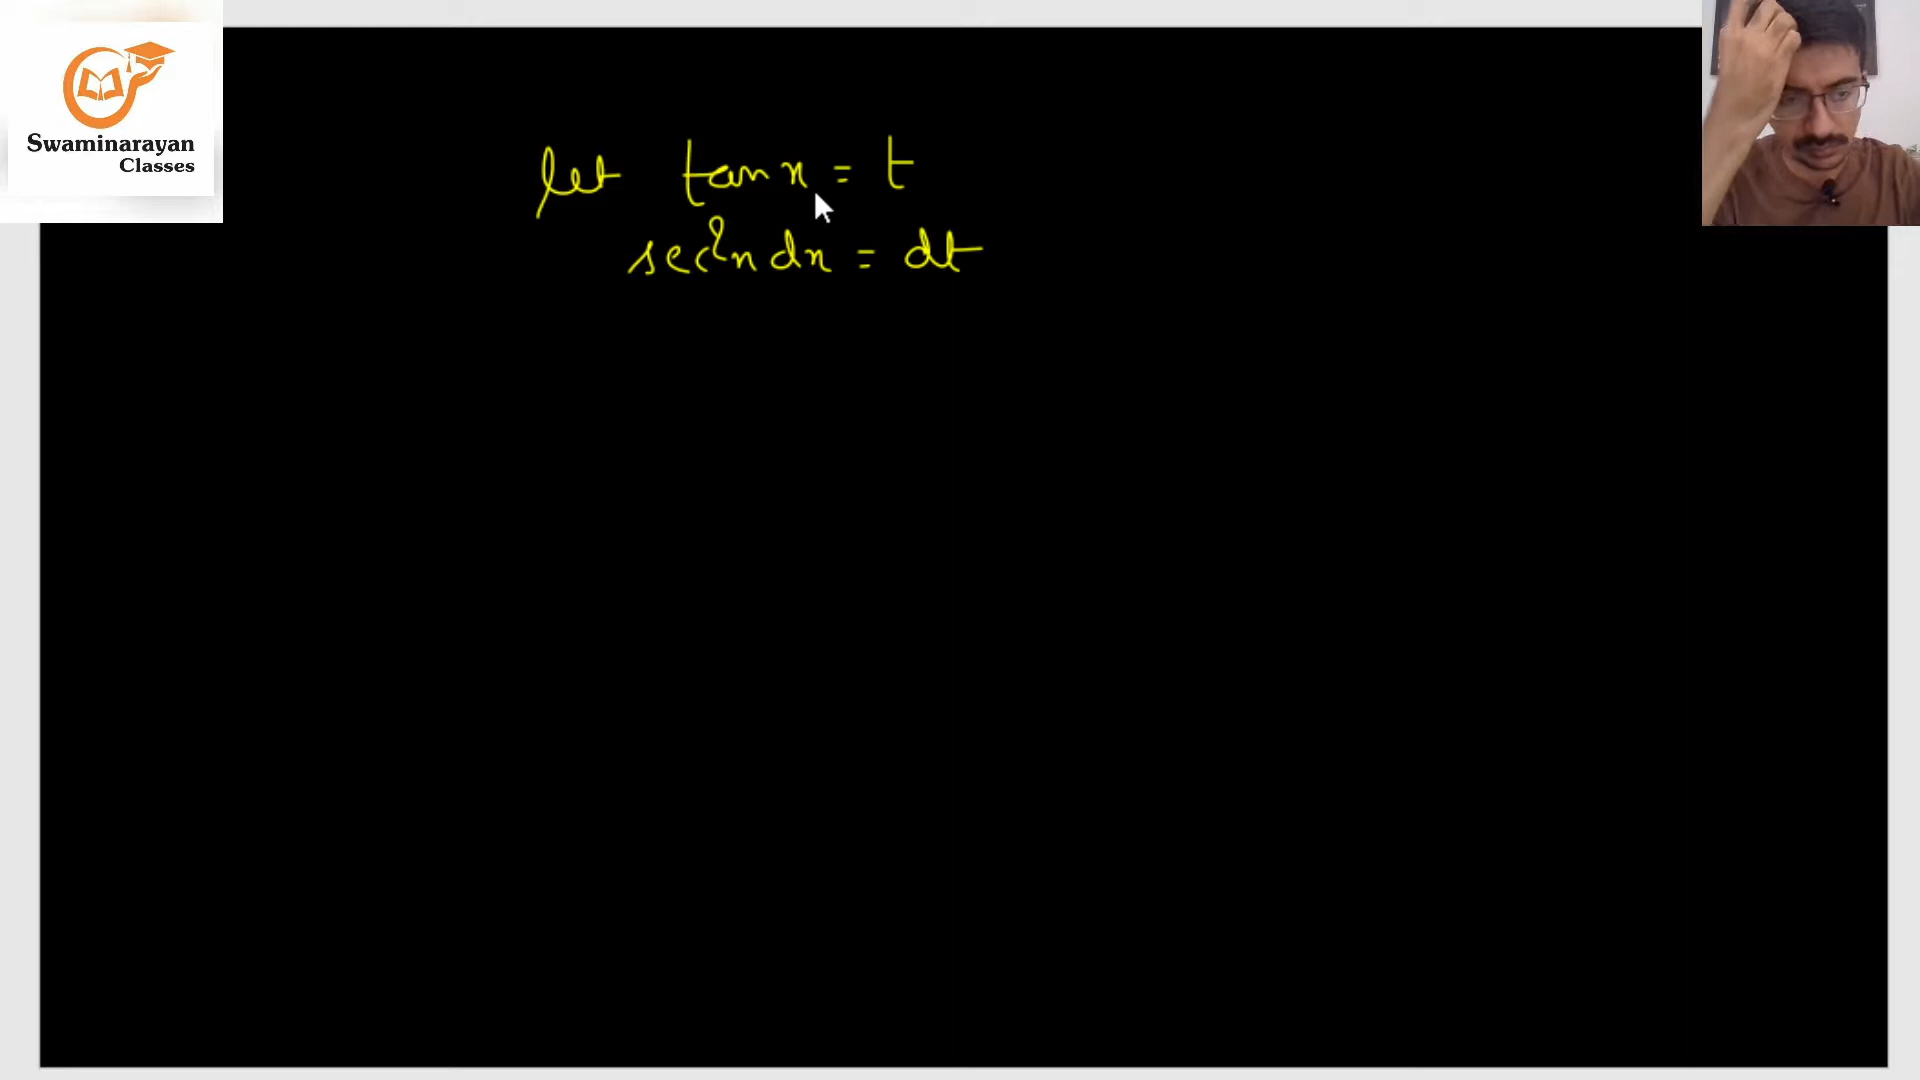 Swaminarayan
Classes
let tan x = t
sec²x dx = dt